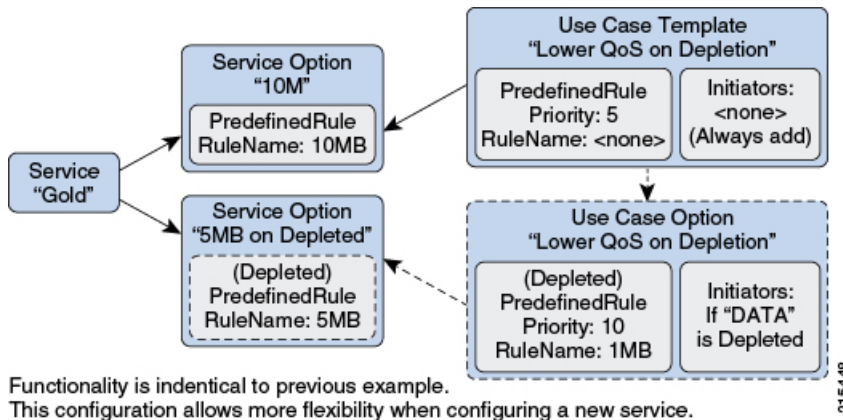 Service
“Gold”
Service Option
“10M”
PredefinedRule
RuleName: 10MB
Service Option
“5MB on Depleted”
(Depleted)
PredefinedRule
RuleName: 5MB
Use Case Template
“Lower QoS on Depletion”
PredefinedRule
Priority: 5
RuleName: <none>
Initiators:
<none>
(Always add)
Use Case Option
“Lower QoS on Depletion”
(Depleted)
PredefinedRule
Priority: 10
RuleName: 1MB
Initiators:
If “DATA”
is Depleted
Functionality is indentical to previous example.
This configuration allows more flexibility when configuring a new service.